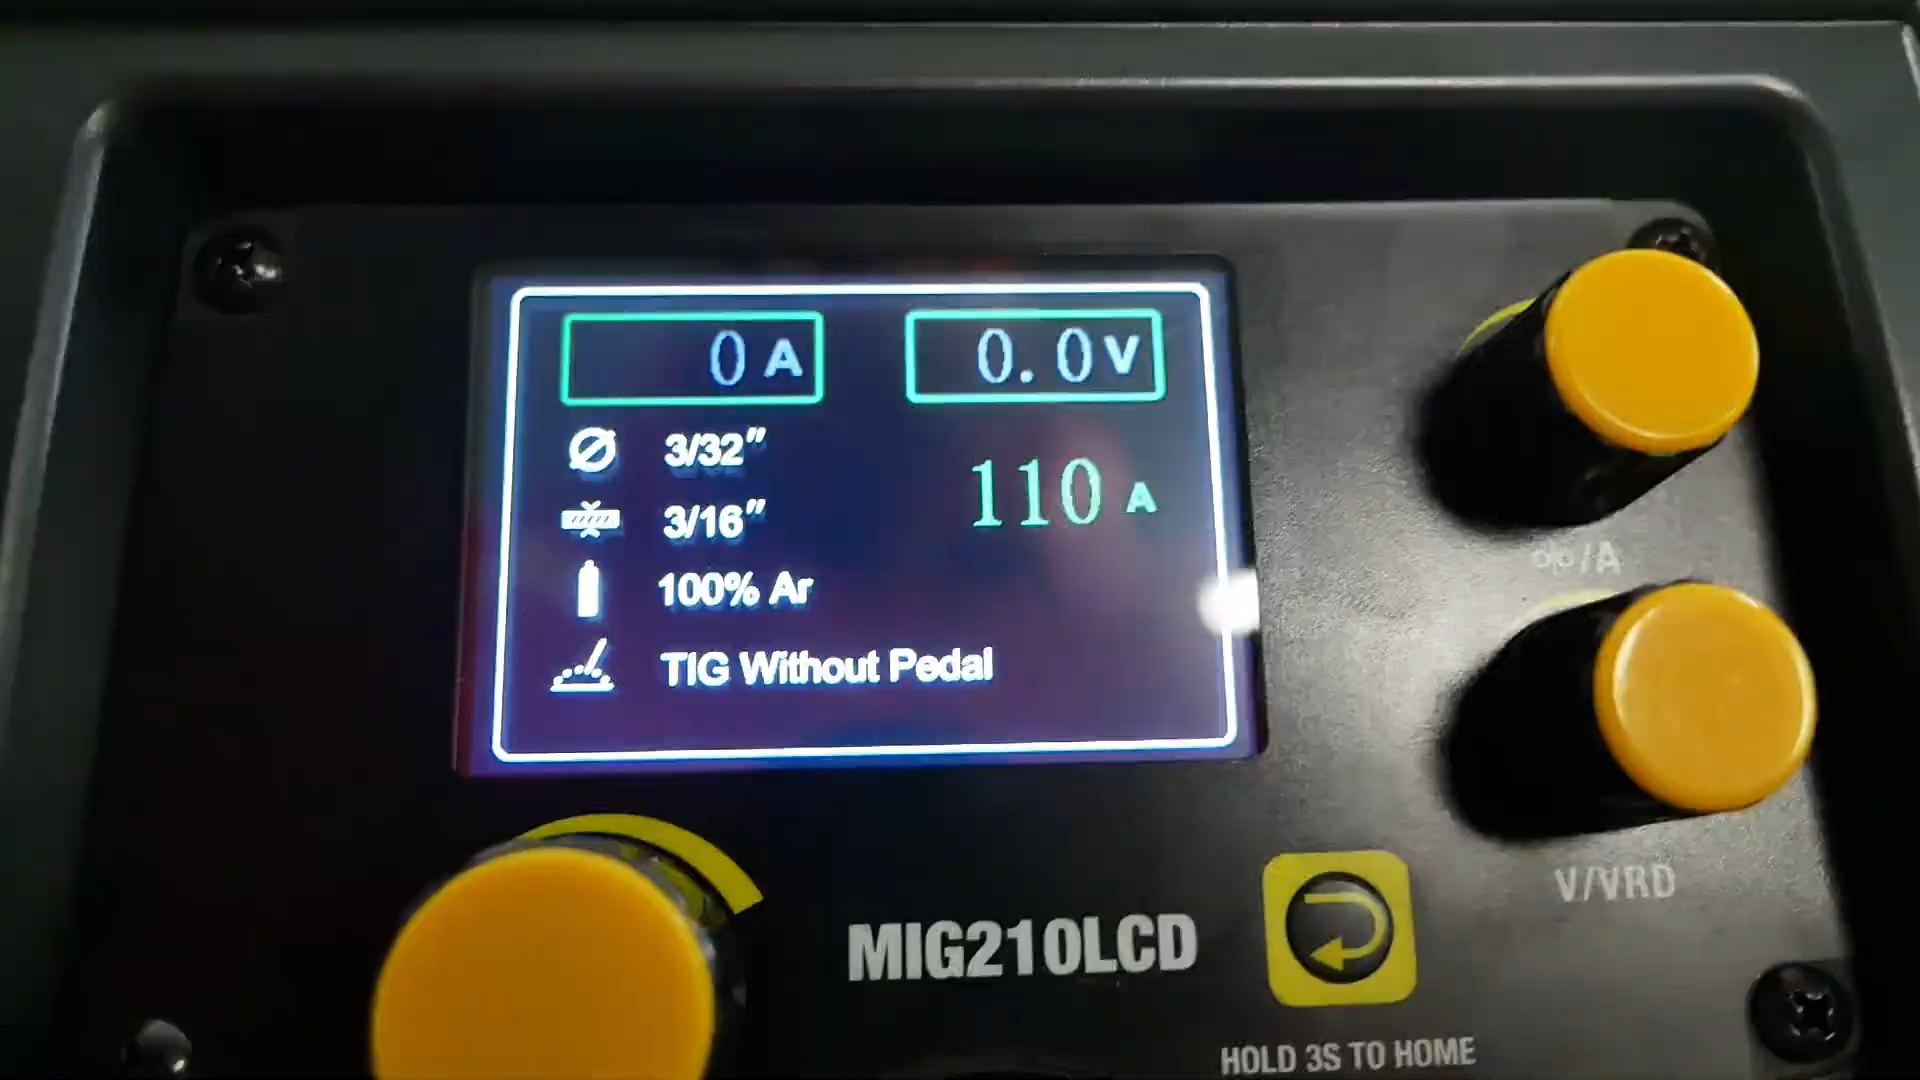 0 A
0.0 V
3/32"
110 A
3/16"
100% Ar
TIG Without Pedal
/A
V/VRD
MIG210LCD
HOLD 3S TO HOME